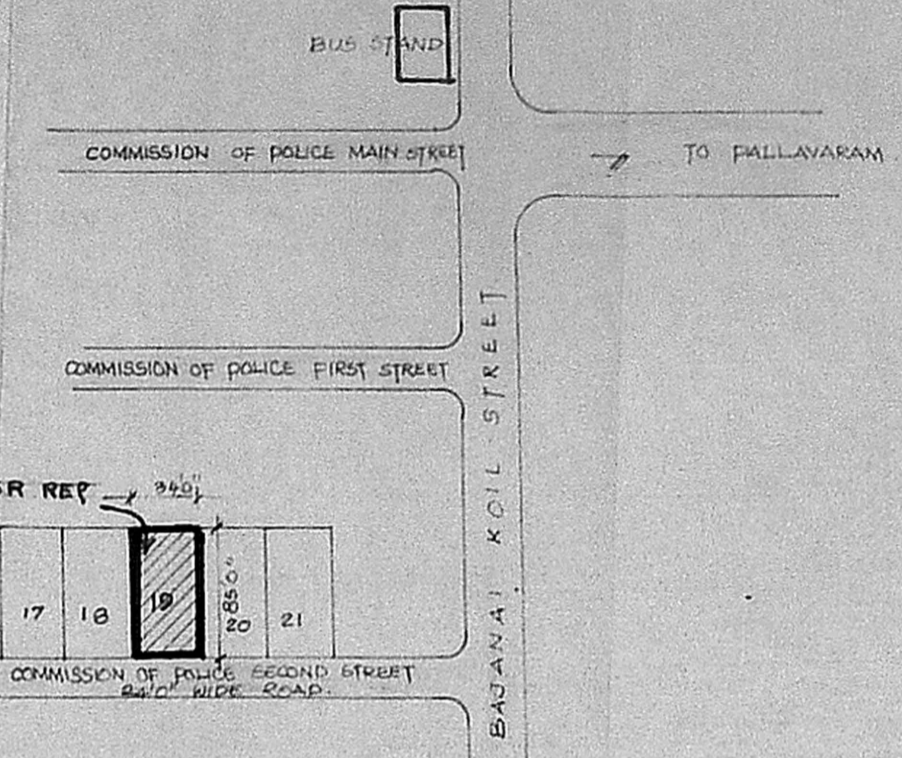 BUS STAND
COMMISSION OF POLICE MAIN STREET
TO PALLAVARAM
COMMISSION OF POLICE FIRST STREET
BAJANAI KOIL STREET
REP
34'0"
17
18
19
85'0"
20
21
COMMISSION OF POLICE SECOND STREET
24'0" WIDE ROAD.